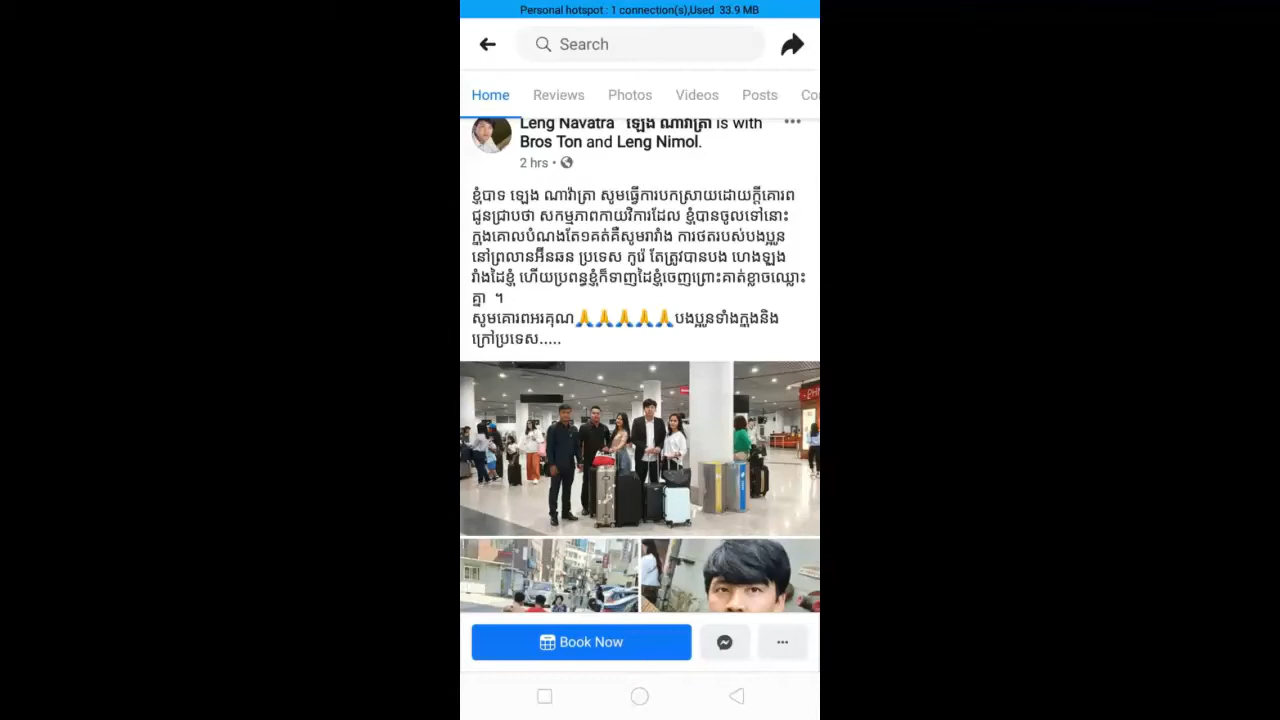 Personal hotspot : 1 connection(s),Used 33.9 MB
Search
Home Reviews Photos Videos Posts Co
Leng Navatra ឡេង ណាវ៉ាត្រា is with
Bros Ton and Leng Nimol.
2 hrs
ខ្ញុំបាទ ឡេង ណាវ៉ាត្រា សូមធ្វើការបកស្រាយដោយក្តីគោរព
ជូនជ្រាបថា សកម្មភាពកាយវិការដែល ខ្ញុំបានចូលទៅនោះ
ក្នុងគោលបំណងតែ១គត់គឺសូមរារាំង ការថតរបស់បងប្អូន
នៅព្រលានអ៊ីនឆន ប្រទេស កូរ៉េ តែត្រូវបានបង ហេងឡុង
រាំងដៃខ្ញុំ ហើយប្រពន្ធខ្ញុំក៏ទាញដៃខ្ញុំចេញព្រោះគាត់ខ្លាចឈ្លោះ
គ្នា ។
សូមគោរពអរគុណ🙏🙏🙏🙏🙏បងប្អូនទាំងក្នុងនិង
ក្រៅប្រទេស.....
Book Now